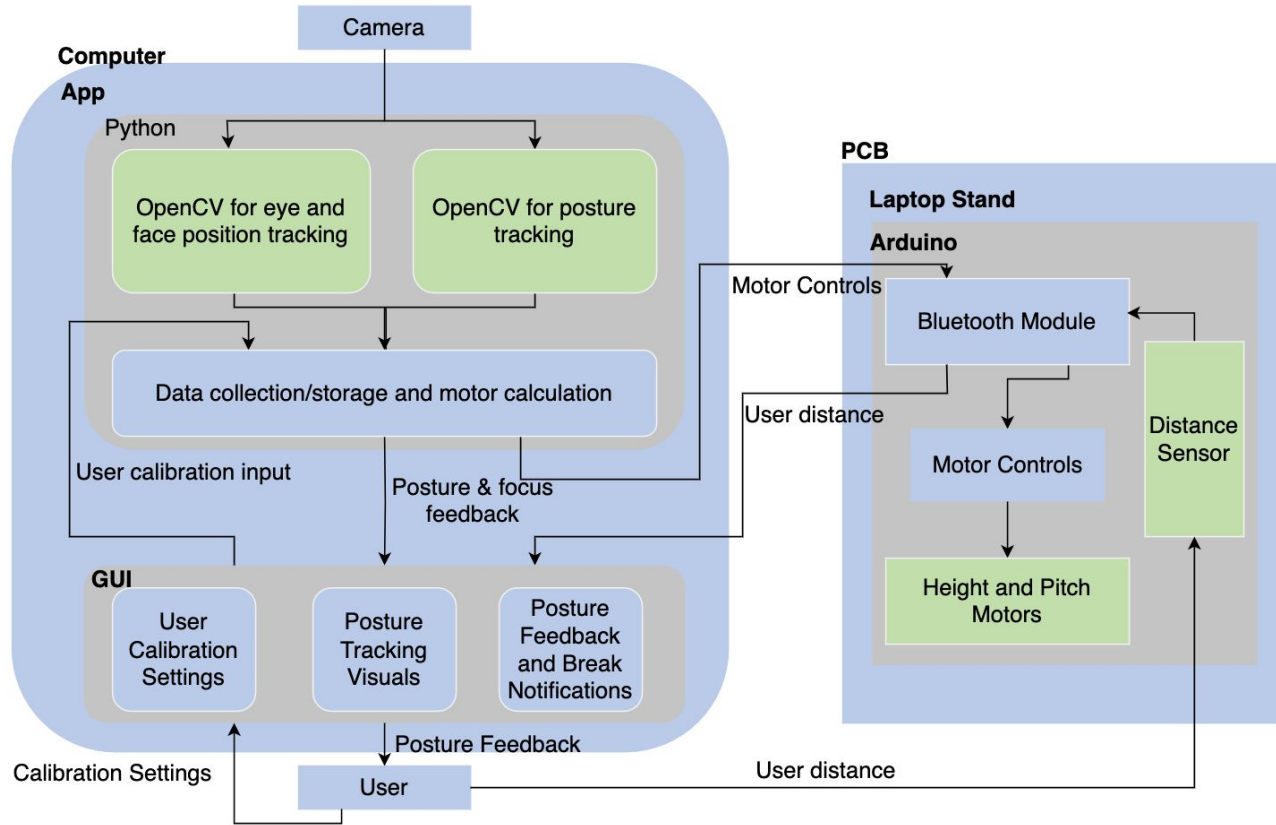 Camera
Computer
App
Python
OpenCV for eye and
face position tracking
OpenCV for posture
tracking
Data collection/storage and motor calculation
User calibration input
Posture & focus
feedback
Motor Controls
User distance
GUI
User
Calibration
Settings
Posture
Tracking
Visuals
Posture
Feedback
and Break
Notifications
Posture Feedback
Calibration Settings
User
User distance
PCB
Laptop Stand
Arduino
Bluetooth Module
Distance
Sensor
Motor Controls
Height and Pitch
Motors